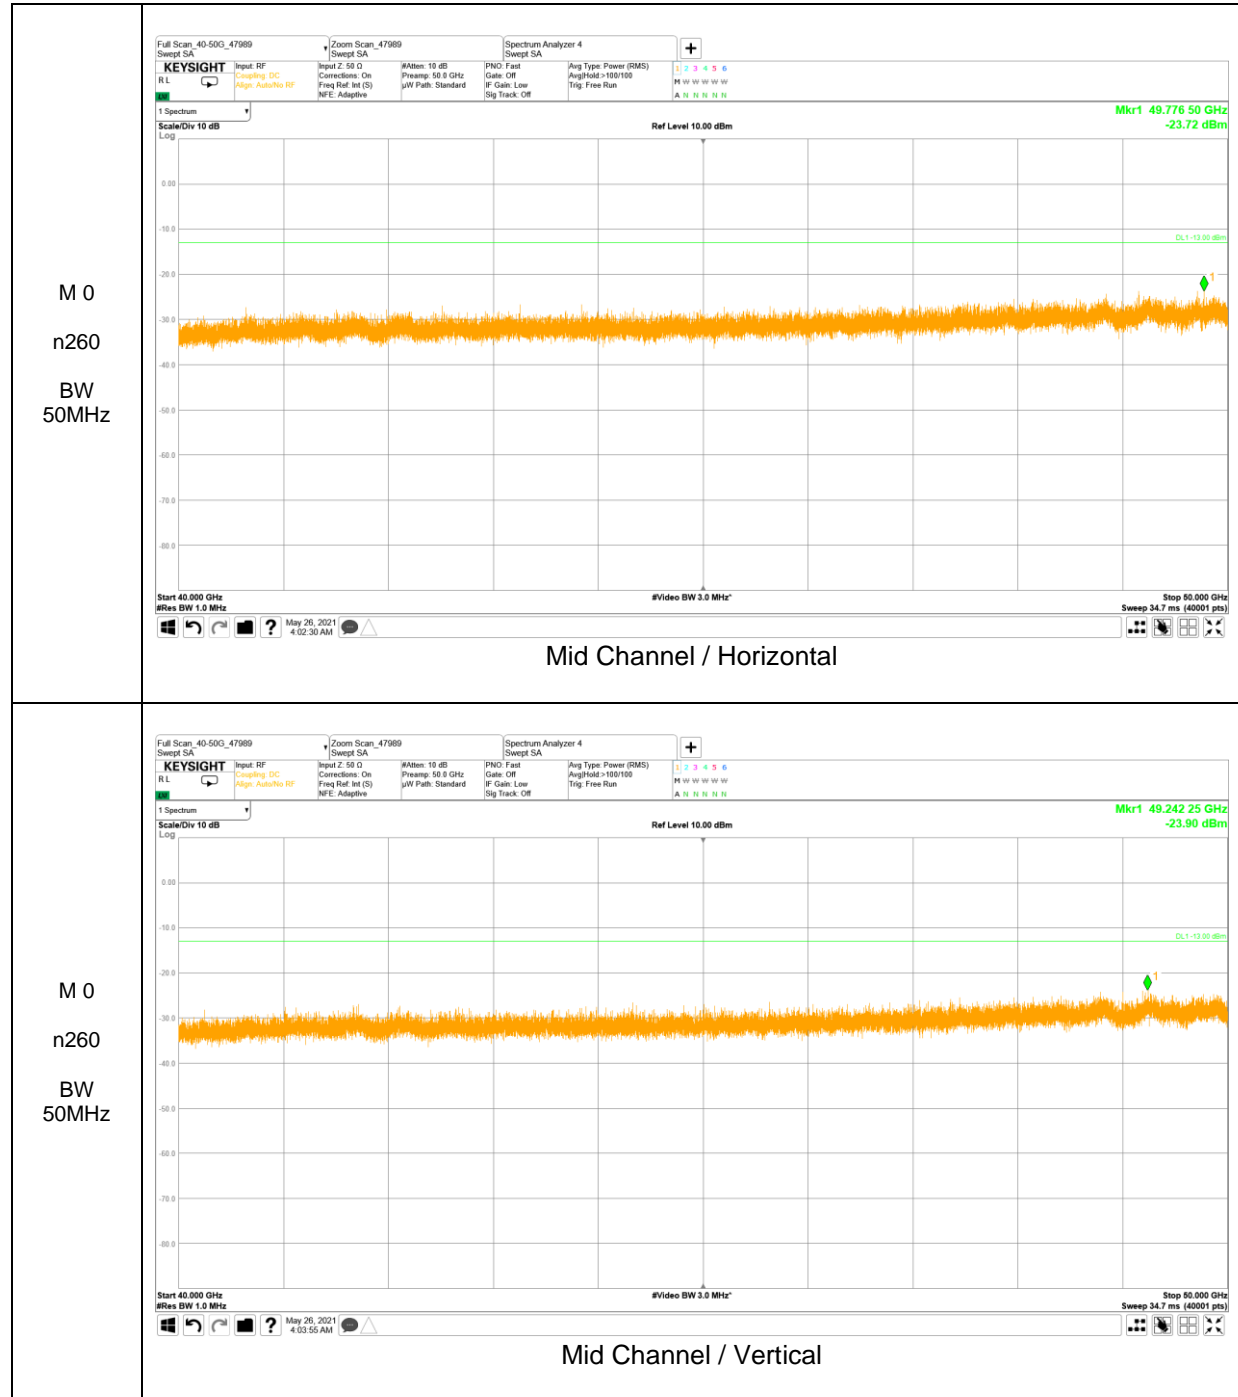 M 0
n260
BW
50MHz
Full Scan_40-50G_47989
Swept SA
Zoom Scan_47989
Swept SA
Spectrum Analyzer 4
Swept SA
+
KEYSIGHT
R L
Input: RF
Coupling: DC
Align: Auto/No RF
Input Z: 50 Ω
Corrections: On
Freq Ref: Int (S)
NFE: Adaptive
#Atten: 10 dB
Preamp: 50.0 GHz
µW Path: Standard
PNO: Fast
Gate: Off
IF Gain: Low
Sig Track: Off
Avg Type: Power (RMS)
Avg|Hold:>100/100
Trig: Free Run
1 2 3 4 5 6
M W W W W W
A N N N N N
1 Spectrum
Scale/Div 10 dB
Log
Ref Level 10.00 dBm
Mkr1 49.776 50 GHz
-23.72 dBm
0.00
-10.0
DL1 -13.00 dBm
-20.0
1
-30.0
-40.0
-50.0
-60.0
-70.0
-80.0
Start 40.000 GHz
#Res BW 1.0 MHz
#Video BW 3.0 MHz*
Stop 50.000 GHz
Sweep 34.7 ms (40001 pts)
?
May 26, 2021
4:02:30 AM
Mid Channel / Horizontal
M 0
n260
BW
50MHz
Full Scan_40-50G_47989
Swept SA
Zoom Scan_47989
Swept SA
Spectrum Analyzer 4
Swept SA
+
KEYSIGHT
R L
Input: RF
Coupling: DC
Align: Auto/No RF
Input Z: 50 Ω
Corrections: On
Freq Ref: Int (S)
NFE: Adaptive
#Atten: 10 dB
Preamp: 50.0 GHz
µW Path: Standard
PNO: Fast
Gate: Off
IF Gain: Low
Sig Track: Off
Avg Type: Power (RMS)
Avg|Hold:>100/100
Trig: Free Run
1 2 3 4 5 6
M W W W W W
A N N N N N
1 Spectrum
Scale/Div 10 dB
Log
Ref Level 10.00 dBm
Mkr1 49.242 25 GHz
-23.90 dBm
0.00
-10.0
DL1 -13.00 dBm
-20.0
1
-30.0
-40.0
-50.0
-60.0
-70.0
-80.0
Start 40.000 GHz
#Res BW 1.0 MHz
#Video BW 3.0 MHz*
Stop 50.000 GHz
Sweep 34.7 ms (40001 pts)
?
May 26, 2021
4:03:55 AM
Mid Channel / Vertical